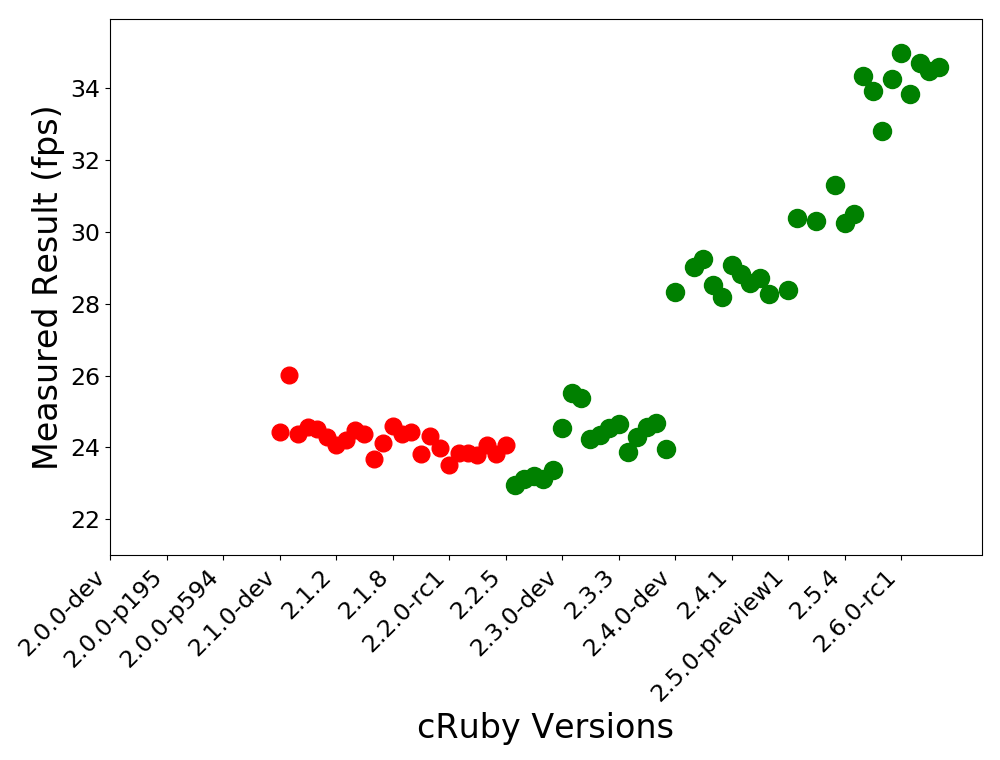 Measured Result (fps)
34
32
30
28
26
24
22
2.0.0-dev
2.0.0-p195
2.0.0-p594
2.1.0-dev
2.1.2
2.1.8
2.2.0-rc1
2.2.5
2.3.0-dev
2.3.3
2.4.0-dev
2.4.1
2.5.0-preview1
2.5.4
2.6.0-rc1
cRuby Versions